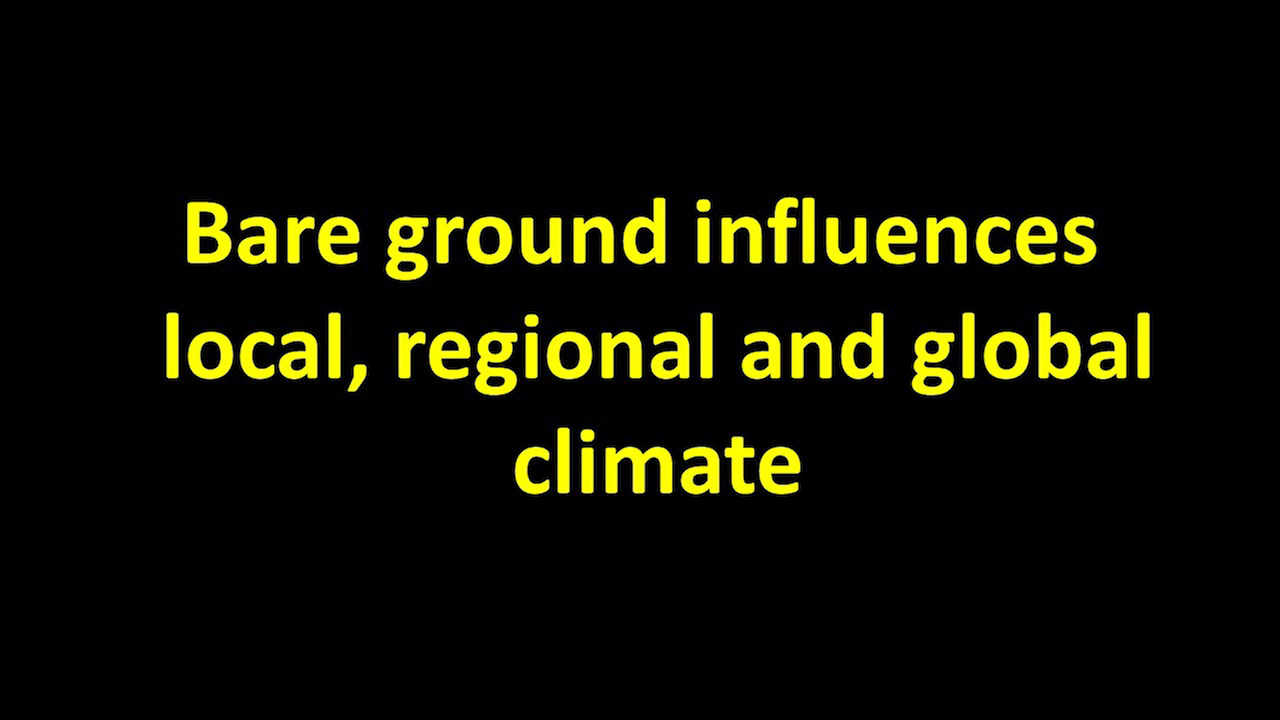 Bare ground influences
local, regional and global
climate